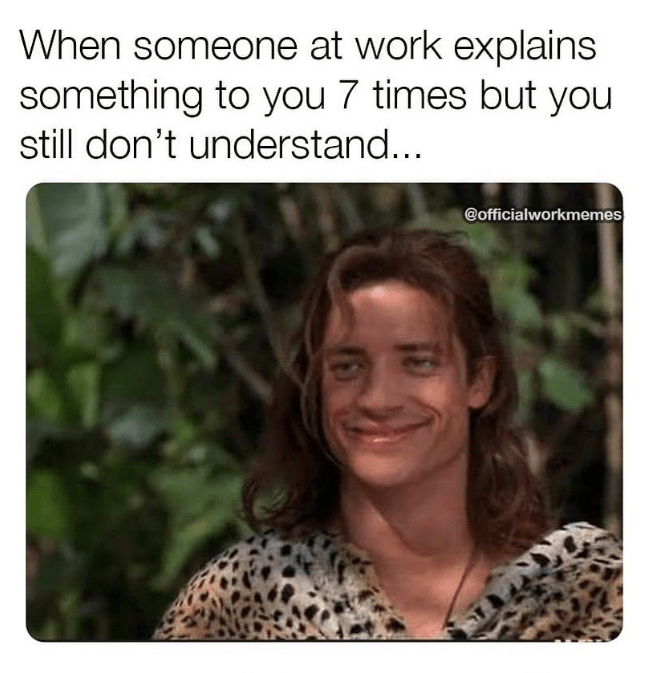 When someone at work explains
something to you 7 times but you
still don’t understand...
@officialworkmemes